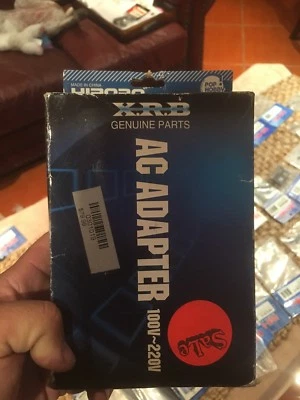 MADE IN CHINA
X.R.B
GENUINE PARTS
AC ADAPTER
100V~220V
Sale